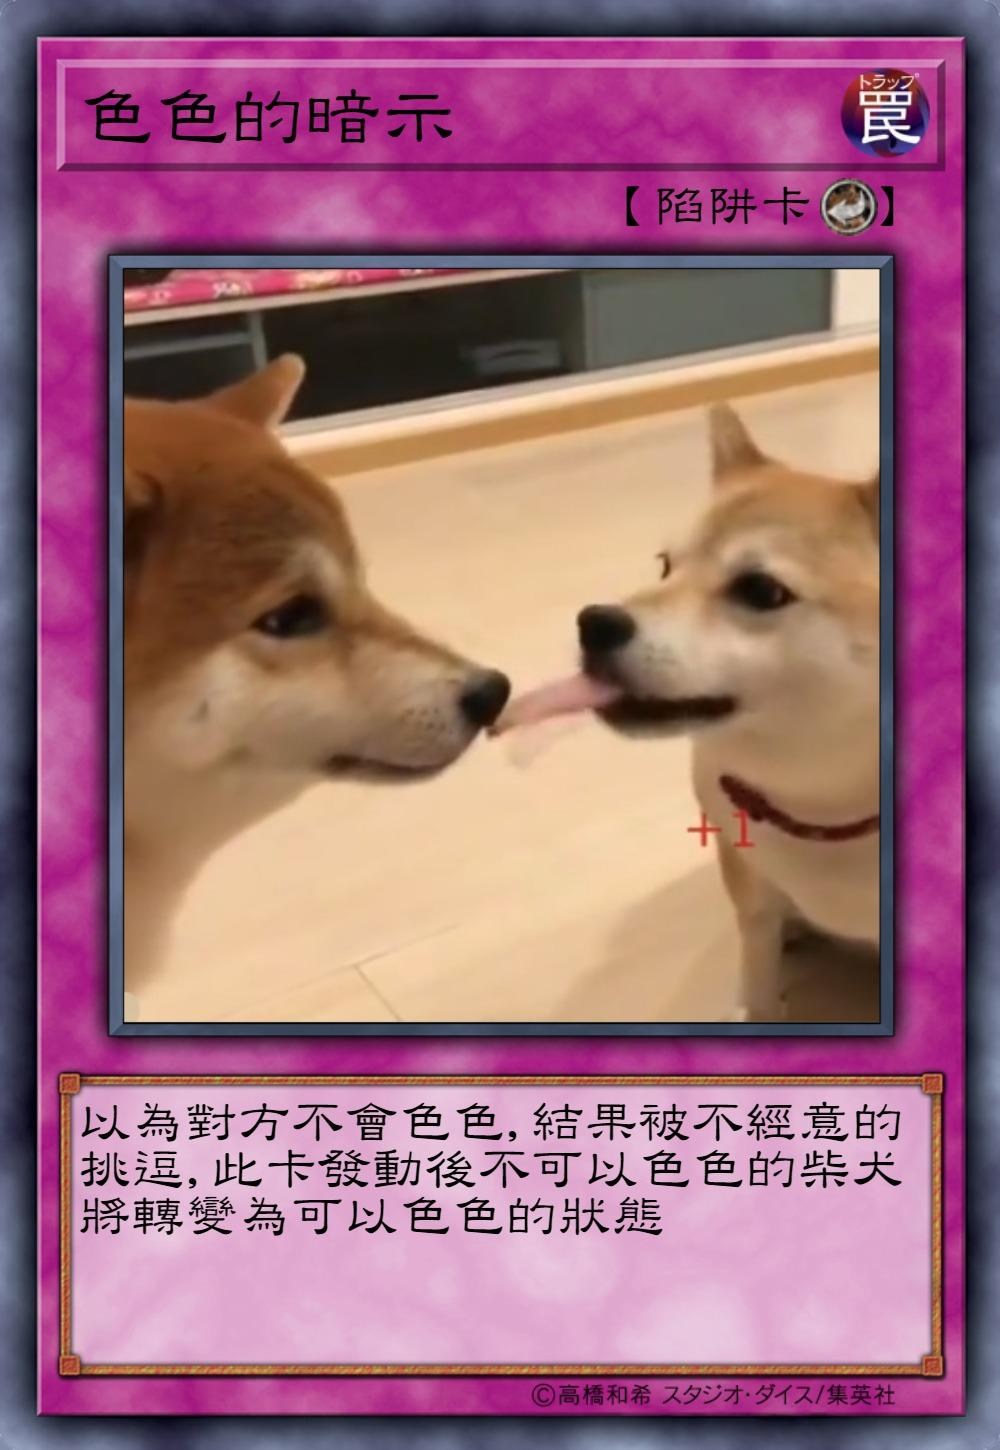 色色的暗示
トラップ
罠
【陷阱卡】
+1
以為對方不會色色,結果被不經意的
挑逗,此卡發動後不可以色色的柴犬
將轉變為可以色色的狀態
©高橋和希 スタジオ・ダイス/集英社